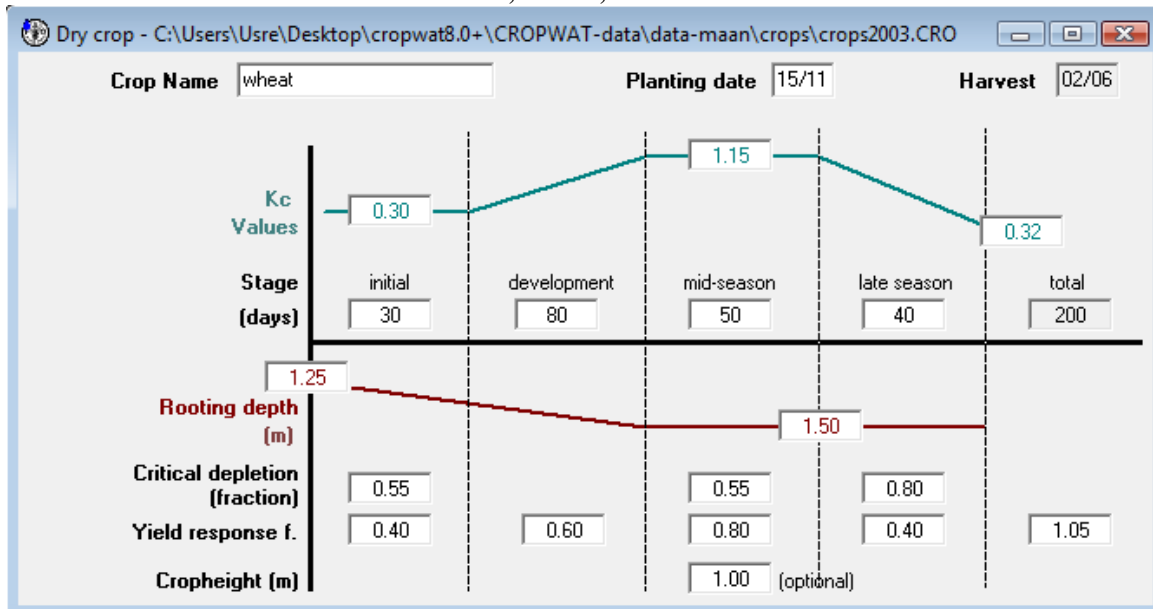 Dry crop - C:\Users\Usre\Desktop\cropwat8.0+\CROPWAT-data\data-maan\crops\crops2003.CRO
Crop Name wheat Planting date 15/11 Harvest 02/06
Kc Values 0.30 1.15 0.32
Stage initial development mid-season late season total
(days) 30 80 50 40 200
1.25
Rooting depth
(m) 1.50
Critical depletion
(fraction) 0.55 0.55 0.80
Yield response f. 0.40 0.60 0.80 0.40 1.05
Cropheight (m) 1.00 (optional)